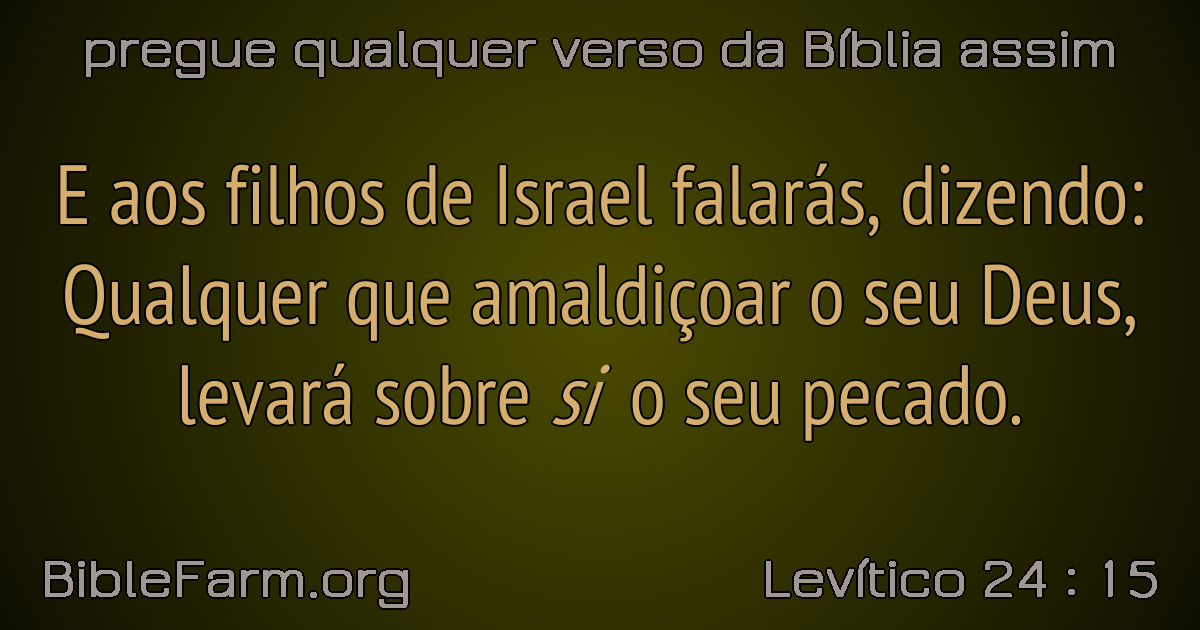 pregue qualquer verso da Bíblia assim
E aos filhos de Israel falarás, dizendo:
Qualquer que amaldiçoar o seu Deus,
levará sobre si o seu pecado.
BibleFarm.org
Levítico 24 : 15